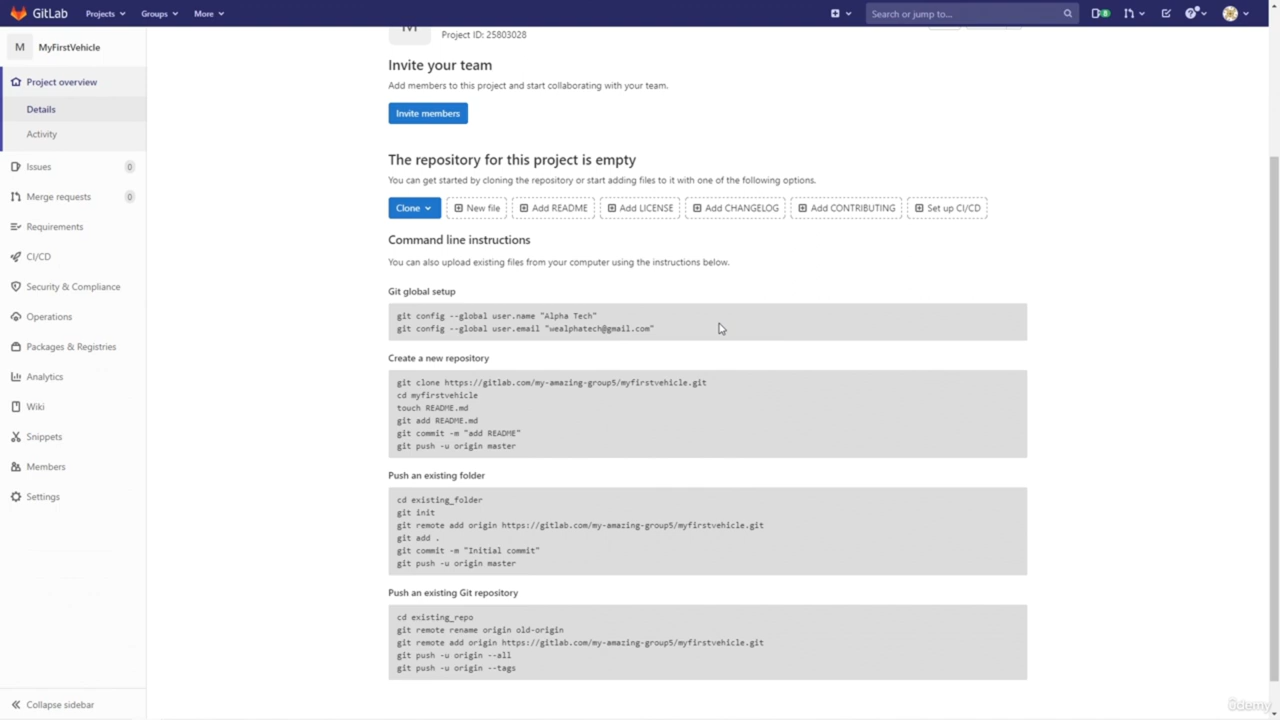 GitLab Projects Groups More Search or jump to...
M MyFirstVehicle
Project overview
Details
Activity
Issues 0
Merge requests 0
Requirements
CI/CD
Security & Compliance
Operations
Packages & Registries
Analytics
Wiki
Snippets
Members
Settings
Collapse sidebar
Project ID: 25803028
Invite your team
Add members to this project and start collaborating with your team.
Invite members
The repository for this project is empty
You can get started by cloning the repository or start adding files to it with one of the following options.
Clone New file Add README Add LICENSE Add CHANGELOG Add CONTRIBUTING Set up CI/CD
Command line instructions
You can also upload existing files from your computer using the instructions below.
Git global setup
git config --global user.name "Alpha Tech"
git config --global user.email "wealphatech@gmail.com"
Create a new repository
git clone https://gitlab.com/my-amazing-group5/myfirstvehicle.git
cd myfirstvehicle
touch README.md
git add README.md
git commit -m "add README"
git push -u origin master
Push an existing folder
cd existing_folder
git init
git remote add origin https://gitlab.com/my-amazing-group5/myfirstvehicle.git
git add .
git commit -m "Initial commit"
git push -u origin master
Push an existing Git repository
cd existing_repo
git remote rename origin old-origin
git remote add origin https://gitlab.com/my-amazing-group5/myfirstvehicle.git
git push -u origin --all
git push -u origin --tags
ûdemy